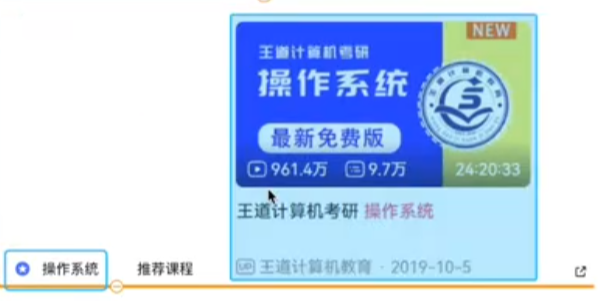 NEW
王道计算机考研
操作系统
最新免费版
961.4万 9.7万 24:20:33
王道计算机考研 操作系统
UP 王道计算机教育 · 2019-10-5
操作系统 推荐课程